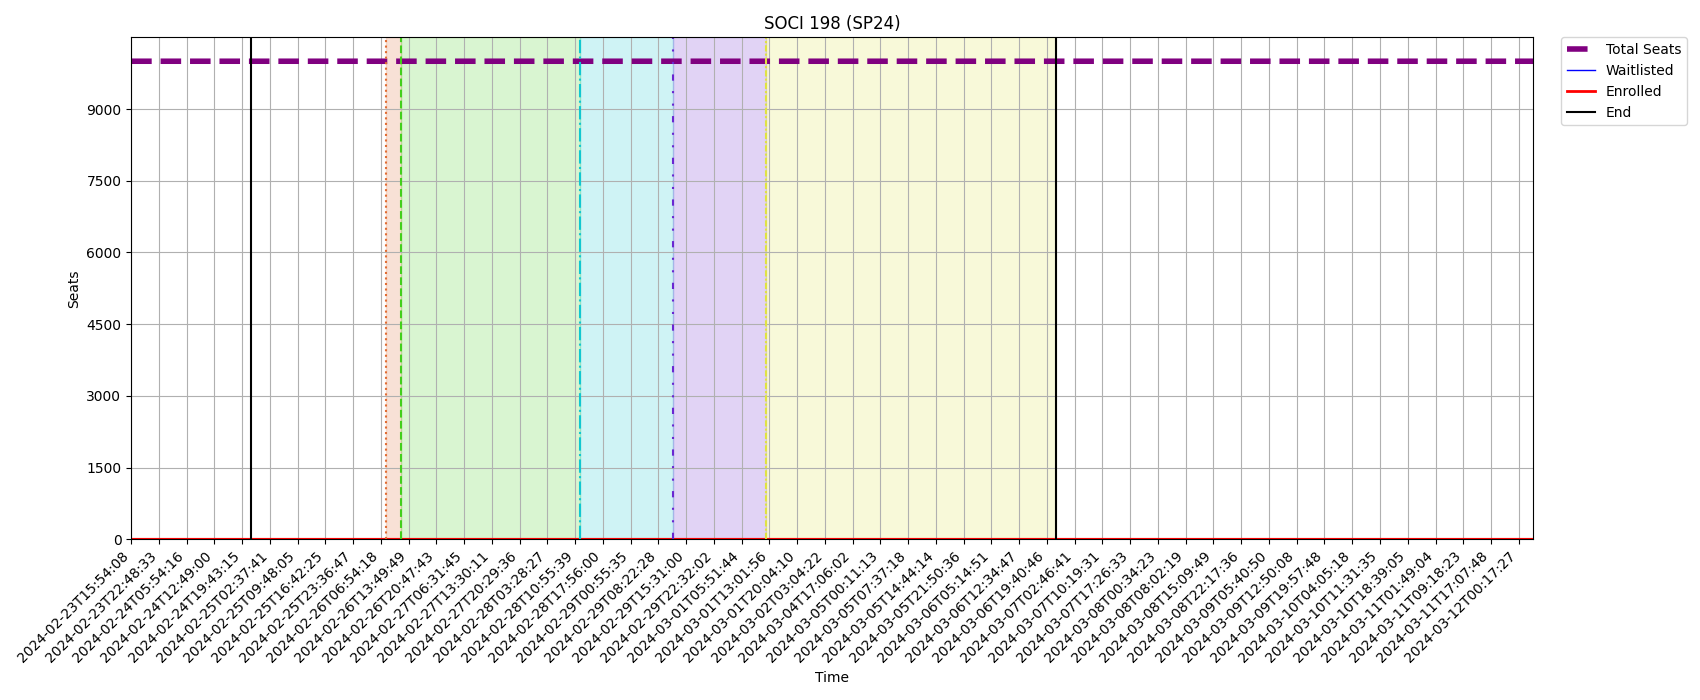 SOCI 198 (SP24)
Total Seats
Waitlisted
Enrolled
End
9000
7500
6000
4500
3000
1500
0
Seats
2024-02-23T15:54:08
2024-02-23T22:48:33
2024-02-24T05:54:16
2024-02-24T12:49:00
2024-02-24T19:43:15
2024-02-25T02:37:41
2024-02-25T09:48:05
2024-02-25T16:42:25
2024-02-25T23:36:47
2024-02-26T06:54:18
2024-02-26T13:49:49
2024-02-26T20:47:43
2024-02-27T06:31:45
2024-02-27T13:30:11
2024-02-27T20:29:36
2024-02-28T03:28:27
2024-02-28T10:55:39
2024-02-28T17:56:00
2024-02-29T00:55:35
2024-02-29T08:22:28
2024-02-29T15:31:00
2024-02-29T22:32:02
2024-03-01T05:51:44
2024-03-01T13:01:56
2024-03-01T20:04:10
2024-03-02T03:04:22
2024-03-04T17:06:02
2024-03-05T00:11:13
2024-03-05T07:37:18
2024-03-05T14:44:14
2024-03-05T21:50:36
2024-03-06T05:14:51
2024-03-06T12:34:47
2024-03-06T19:40:46
2024-03-07T02:46:41
2024-03-07T10:19:31
2024-03-07T17:26:33
2024-03-08T00:34:23
2024-03-08T08:02:19
2024-03-08T15:09:49
2024-03-08T22:17:36
2024-03-09T05:40:50
2024-03-09T12:50:08
2024-03-09T19:57:48
2024-03-10T04:05:18
2024-03-10T11:31:35
2024-03-10T18:39:05
2024-03-11T01:49:04
2024-03-11T09:18:23
2024-03-11T17:07:48
2024-03-12T00:17:27
Time